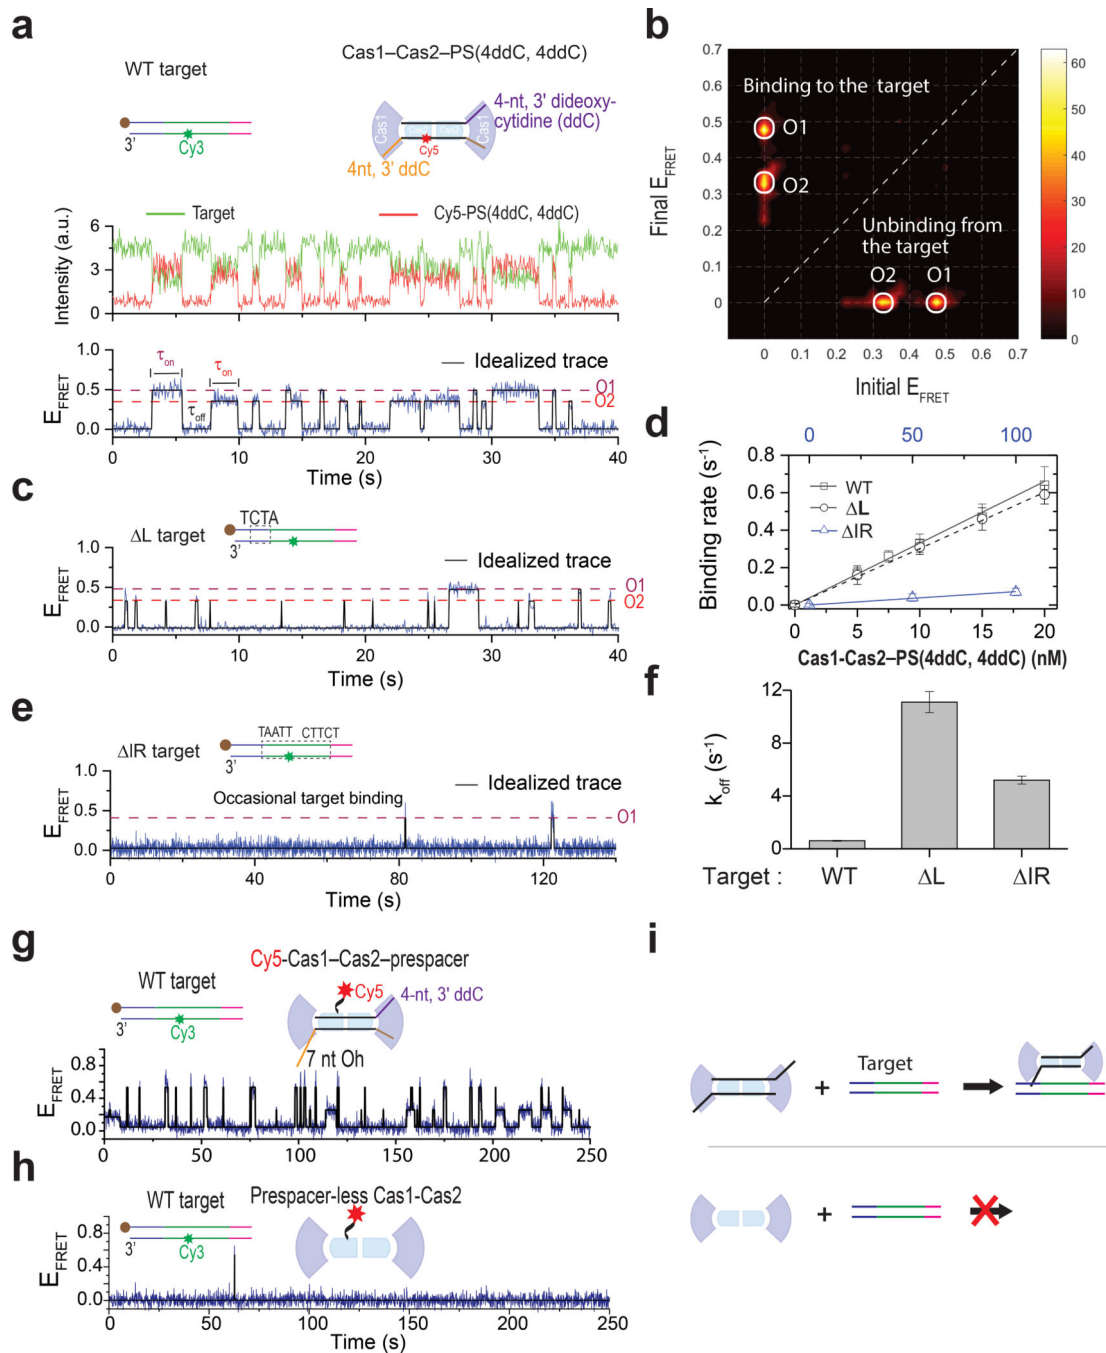 a
WT target
3'
Cy3
Cas1–Cas2–PS(4ddC, 4ddC)
4-nt, 3' dideoxy-
cytidine (ddC)
Cas1
Cas2
Cas1
Cy5
4nt, 3' ddC
Target
Cy5-PS(4ddC, 4ddC)
Intensity (a.u.)
6
3
0
τon
τon
τoff
Idealized trace
O1
O2
EFRET
1.0
0.5
0.0
0 10 20 30 40
Time (s)
b
0.7
0.6
0.5
0.4
0.3
0.2
0.1
0
Final EFRET
Binding to the target
O1
O2
Unbinding from
the target
O2 O1
0 0.1 0.2 0.3 0.4 0.5 0.6 0.7
Initial EFRET
60
50
40
30
20
10
0
c
ΔL target
TCTA
3'
Idealized trace
O1
O2
EFRET
1.0
0.5
0.0
0 10 20 30 40
Time (s)
d
0 50 100
0.8
0.6
0.4
0.2
0.0
Binding rate (s-1)
WT
ΔL
ΔIR
0 5 10 15 20
Cas1-Cas2–PS(4ddC, 4ddC) (nM)
e
ΔIR target
TAATT CTTCT
3'
Idealized trace
Occasional target binding
O1
EFRET
1.0
0.5
0.0
0 40 80 120
Time (s)
f
koff (s-1)
12
8
4
0
Target : WT ΔL ΔIR
g
WT target
3'
Cy3
Cy5-Cas1–Cas2–prespacer
Cy5
4-nt, 3' ddC
7 nt Oh
EFRET
0.8
0.4
0.0
0 50 100 150 200 250
h
WT target
3'
Cy3
Prespacer-less Cas1-Cas2
EFRET
0.8
0.4
0.0
0 50 100 150 200 250
Time (s)
i
+
Target
+